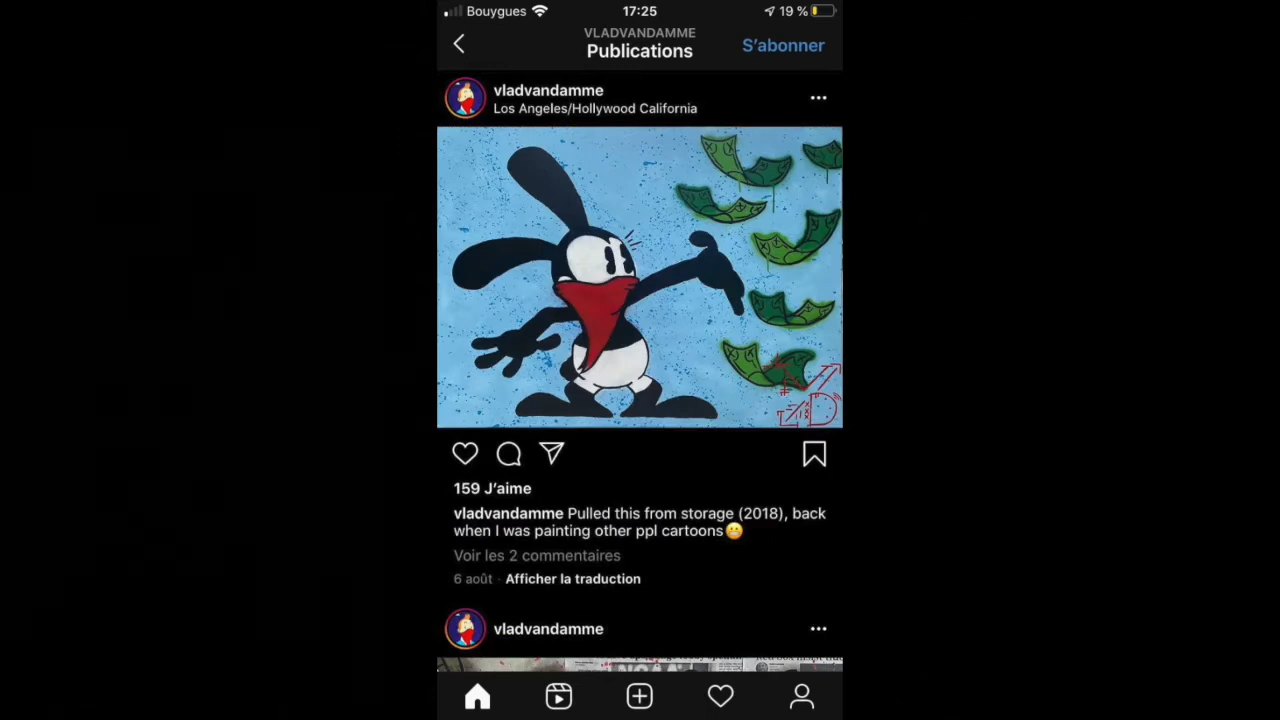 Bouygues 17:25 19 %
VLADVANDAMME
Publications
S'abonner
vladvandamme
Los Angeles/Hollywood California
159 J'aime
vladvandamme Pulled this from storage (2018), back
when I was painting other ppl cartoons😬
Voir les 2 commentaires
6 août · Afficher la traduction
vladvandamme